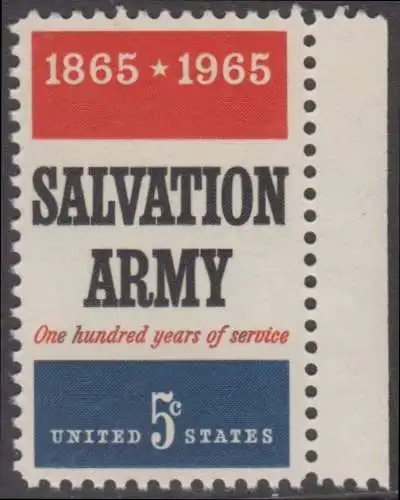 1865 ★ 1965
SALVATION
ARMY
One hundred years of service
5c
UNITED STATES